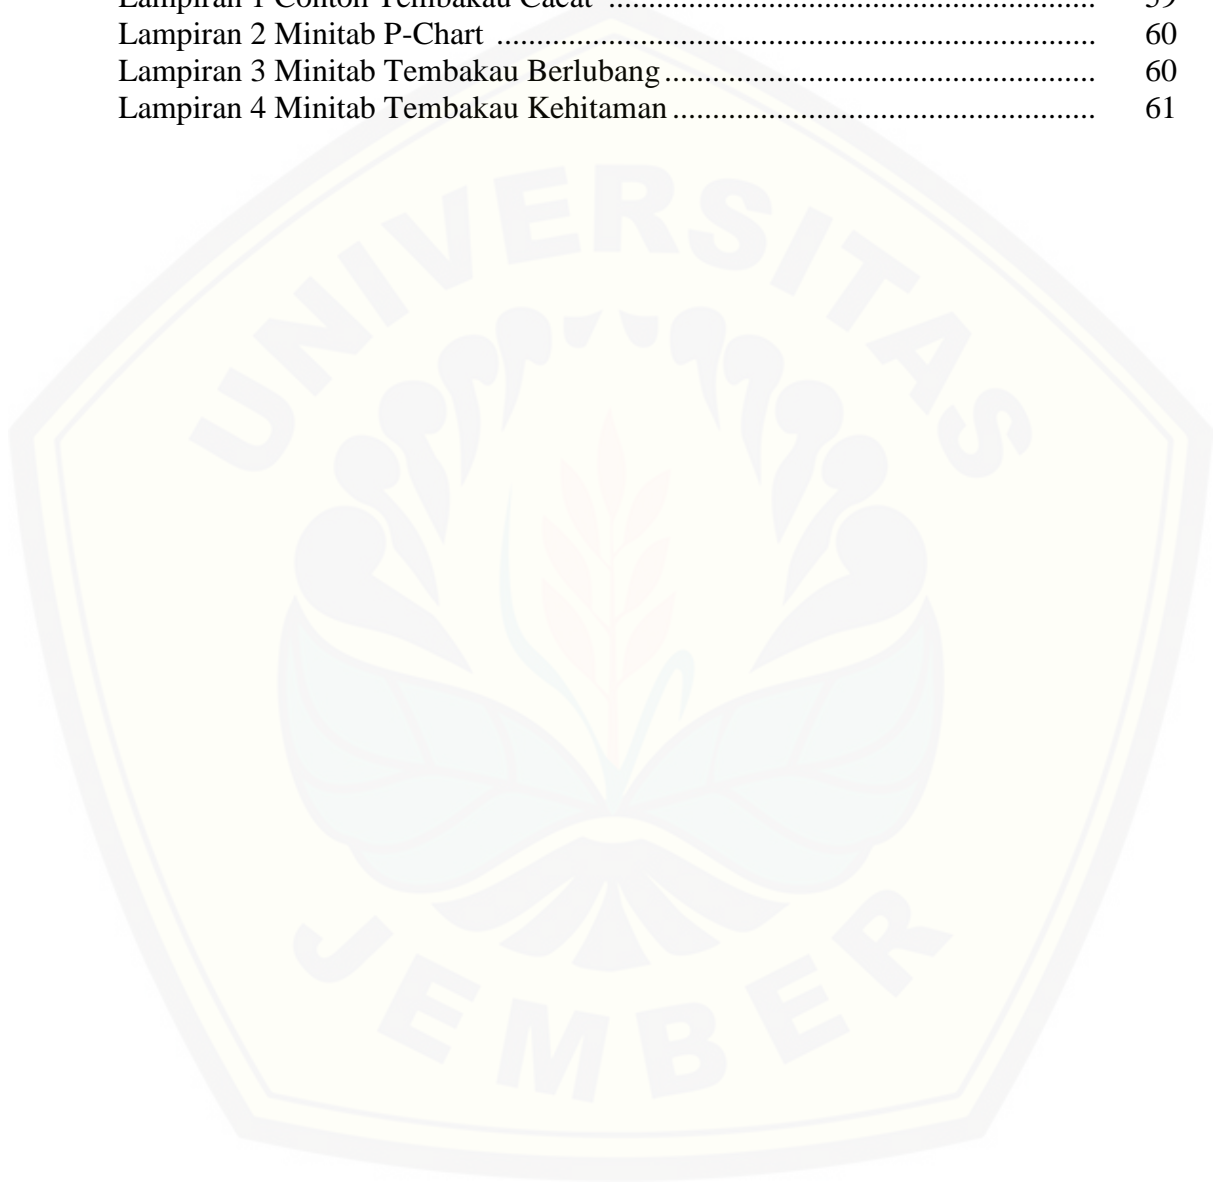 Lampiran 1 Contoh Tembakau Cacat ............................................................. 59
Lampiran 2 Minitab P-Chart ........................................................................... 60
Lampiran 3 Minitab Tembakau Berlubang ...................................................... 60
Lampiran 4 Minitab Tembakau Kehitaman ..................................................... 61
UNIVERSITAS
JEMBER